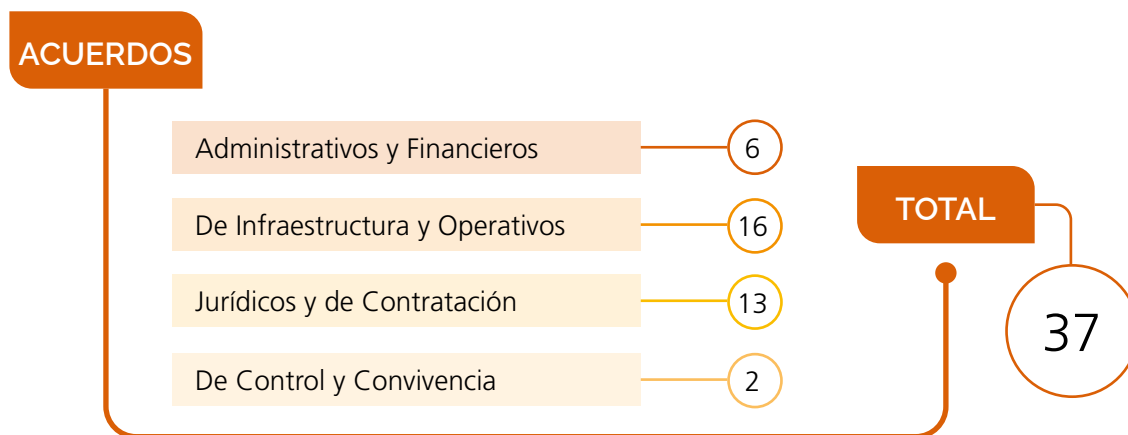 ACUERDOS
Administrativos y Financieros 6
De Infraestructura y Operativos 16
Jurídicos y de Contratación 13
De Control y Convivencia 2
TOTAL
37